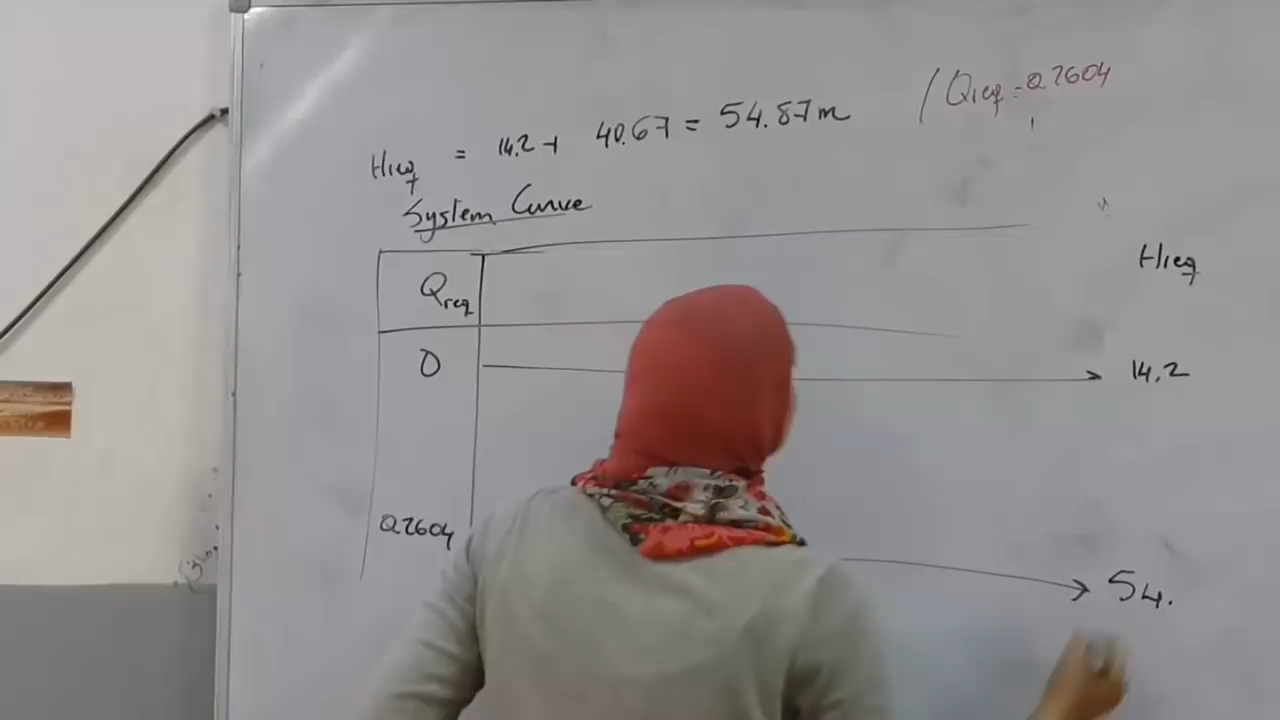 / Qreq = 0.2604
Hreq = 14.2 + 40.67 = 54.87m
System Curve
Qreq Hreq
0 14.2
0.2604 54.